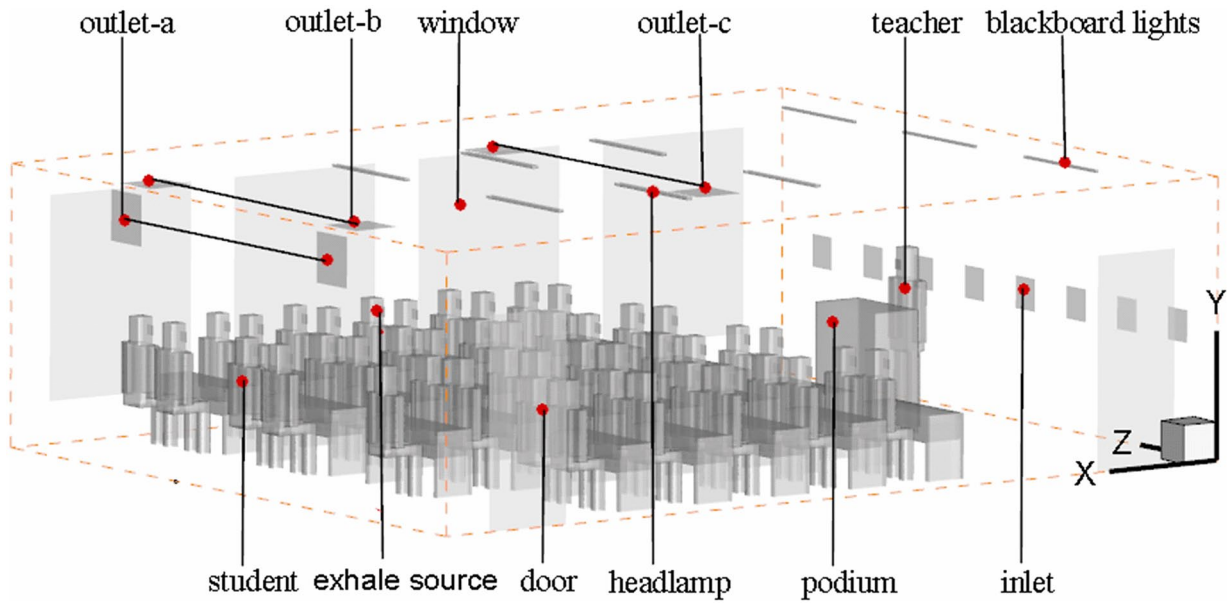 outlet-a
outlet-b
window
outlet-c
teacher
blackboard lights
Y
Z
X
student
exhale source
door
headlamp
podium
inlet